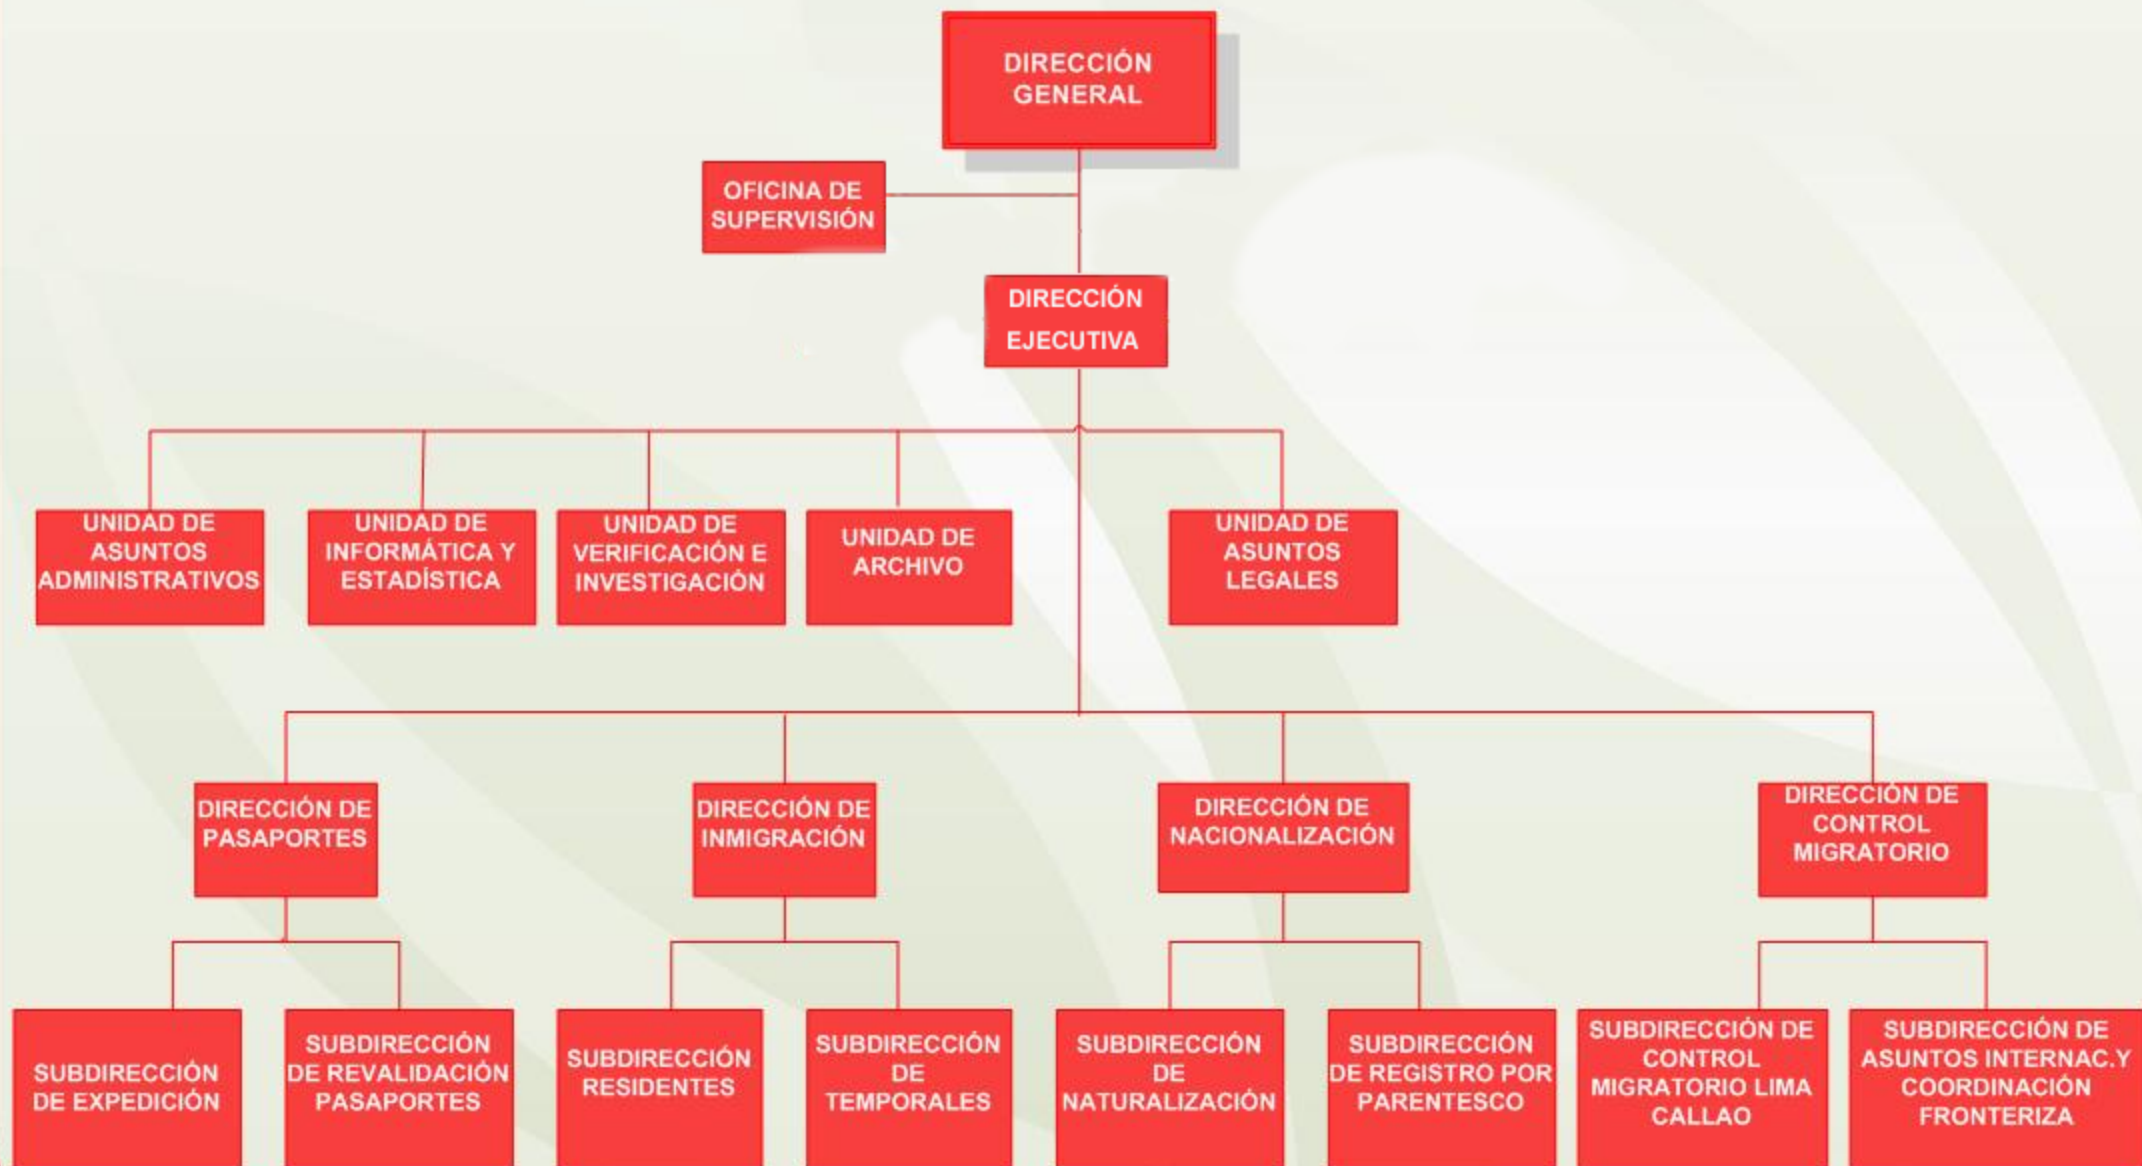 DIRECCIÓN
GENERAL
OFICINA DE
SUPERVISIÓN
DIRECCIÓN
EJECUTIVA
UNIDAD DE
ASUNTOS
ADMINISTRATIVOS
UNIDAD DE
INFORMÁTICA Y
ESTADÍSTICA
UNIDAD DE
VERIFICACIÓN E
INVESTIGACIÓN
UNIDAD DE
ARCHIVO
UNIDAD DE
ASUNTOS
LEGALES
DIRECCIÓN DE
PASAPORTES
DIRECCIÓN DE
INMIGRACIÓN
DIRECCIÓN DE
NACIONALIZACIÓN
DIRECCIÓN DE
CONTROL
MIGRATORIO
SUBDIRECCIÓN
DE EXPEDICIÓN
SUBDIRECCIÓN
DE REVALIDACIÓN
PASAPORTES
SUBDIRECCIÓN
RESIDENTES
SUBDIRECCIÓN
DE
TEMPORALES
SUBDIRECCIÓN
DE
NATURALIZACIÓN
SUBDIRECCIÓN
DE REGISTRO POR
PARENTESCO
SUBDIRECCIÓN DE
CONTROL
MIGRATORIO LIMA
CALLAO
SUBDIRECCIÓN DE
ASUNTOS INTERNAC.Y
COORDINACIÓN
FRONTERIZA